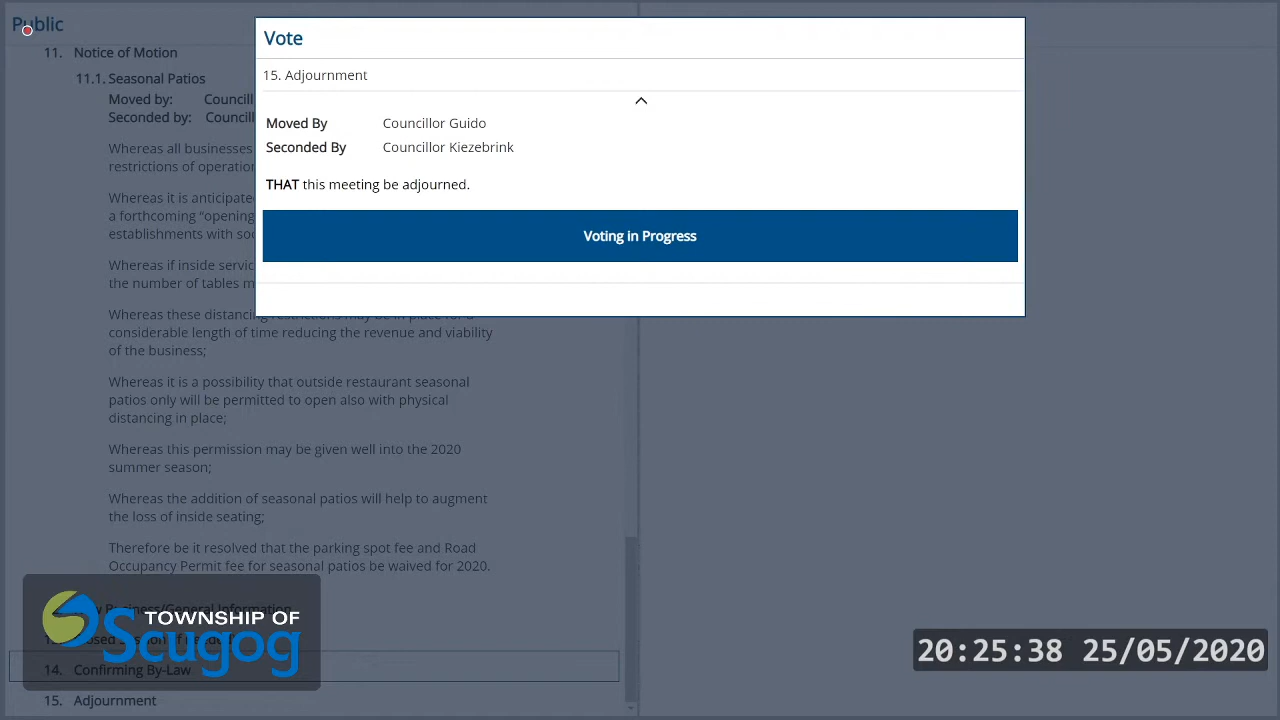 Public
Vote
15. Adjournment
Moved By Councillor Guido
Seconded By Councillor Kiezebrink
THAT this meeting be adjourned.
Voting in Progress
11. Notice of Motion
11.1. Seasonal Patios
Moved by: Councill
Seconded by: Councill
Whereas all businesses
restrictions of operation
Whereas it is anticipate
a forthcoming “opening
establishments with so
Whereas if inside servic
the number of tables m
Whereas these distancing restrictions may be in place for a
considerable length of time reducing the revenue and viability
of the business;
Whereas it is a possibility that outside restaurant seasonal
patios only will be permitted to open also with physical
distancing in place;
Whereas this permission may be given well into the 2020
summer season;
Whereas the addition of seasonal patios will help to augment
the loss of inside seating;
Therefore be it resolved that the parking spot fee and Road
Occupancy Permit fee for seasonal patios be waived for 2020.
Business/General Information
14. Confirming By-Law
15. Adjournment
TOWNSHIP OF
Scugog
20:25:38 25/05/2020